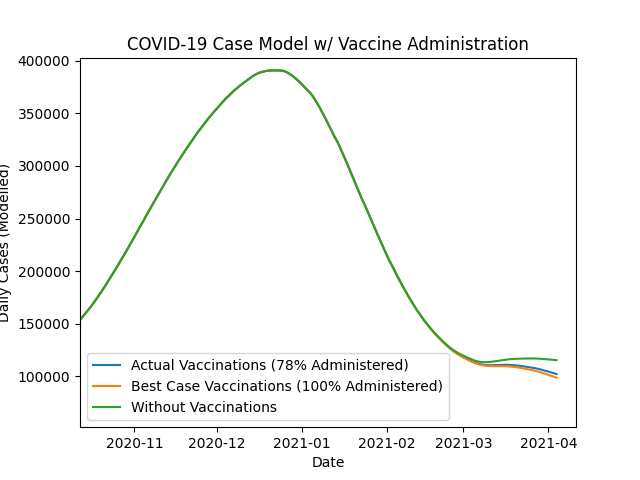 COVID-19 Case Model w/ Vaccine Administration
400000
350000
300000
250000
200000
150000
100000
Daily Cases (Modelled)
Actual Vaccinations (78% Administered)
Best Case Vaccinations (100% Administered)
Without Vaccinations
2020-11
2020-12
2021-01
2021-02
2021-03
2021-04
Date